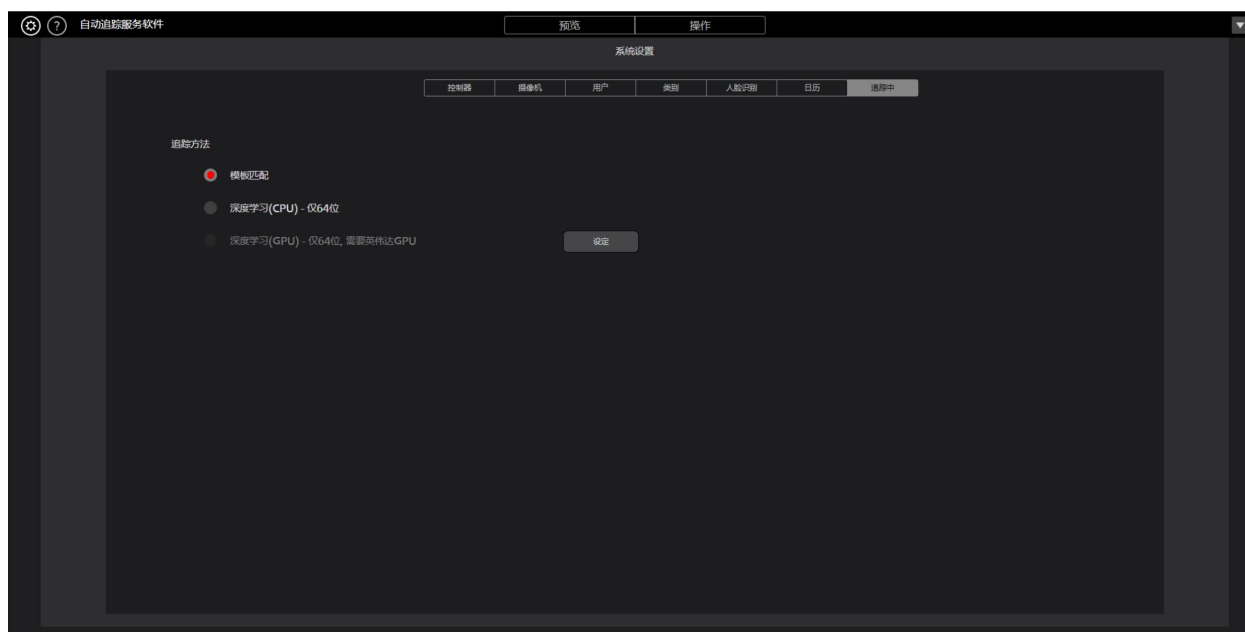 ? 自动追踪服务软件 预览 操作
系统设置
控制器 摄像机 用户 类别 人脸识别 日历 追踪中
追踪方法
模板匹配
深度学习(CPU) - 仅64位
深度学习(GPU) - 仅64位, 需要英伟达GPU 设定